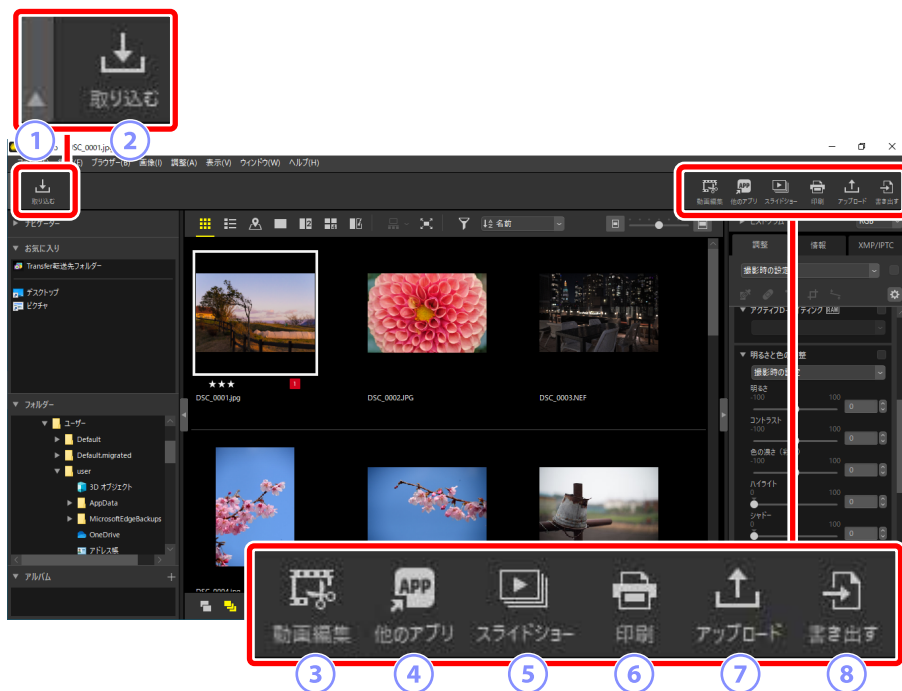 取り込む
1
2
DSC_0001.jpg
ブラウザー(B) 画像(I) 調整(A) 表示(V) ウィンドウ(W) ヘルプ(H)
取り込む
動画編集 他のアプリ スライドショー 印刷 アップロード 書き出す
ナビゲーター
お気に入り
Transfer転送先フォルダー
デスクトップ
ピクチャ
フォルダー
ユーザー
Default
Default.migrated
user
3D オブジェクト
AppData
MicrosoftEdgeBackups
OneDrive
アドレス帳
アルバム
名前
★★★
1
DSC_0001.jpg
DSC_0002.JPG
DSC_0003.NEF
ヒストグラム
RGB
調整 情報 XMP/IPTC
撮影時の設定
RAW
明るさと色の調整
撮影時の設定
明るさ
-100 100
0
コントラスト
-100 100
0
色の濃さ
-100 100
0
ハイライト
0 100
0
シャドー
0 100
0
動画編集 他のアプリ スライドショー 印刷 アップロード 書き出す
APP
3 4 5 6 7 8